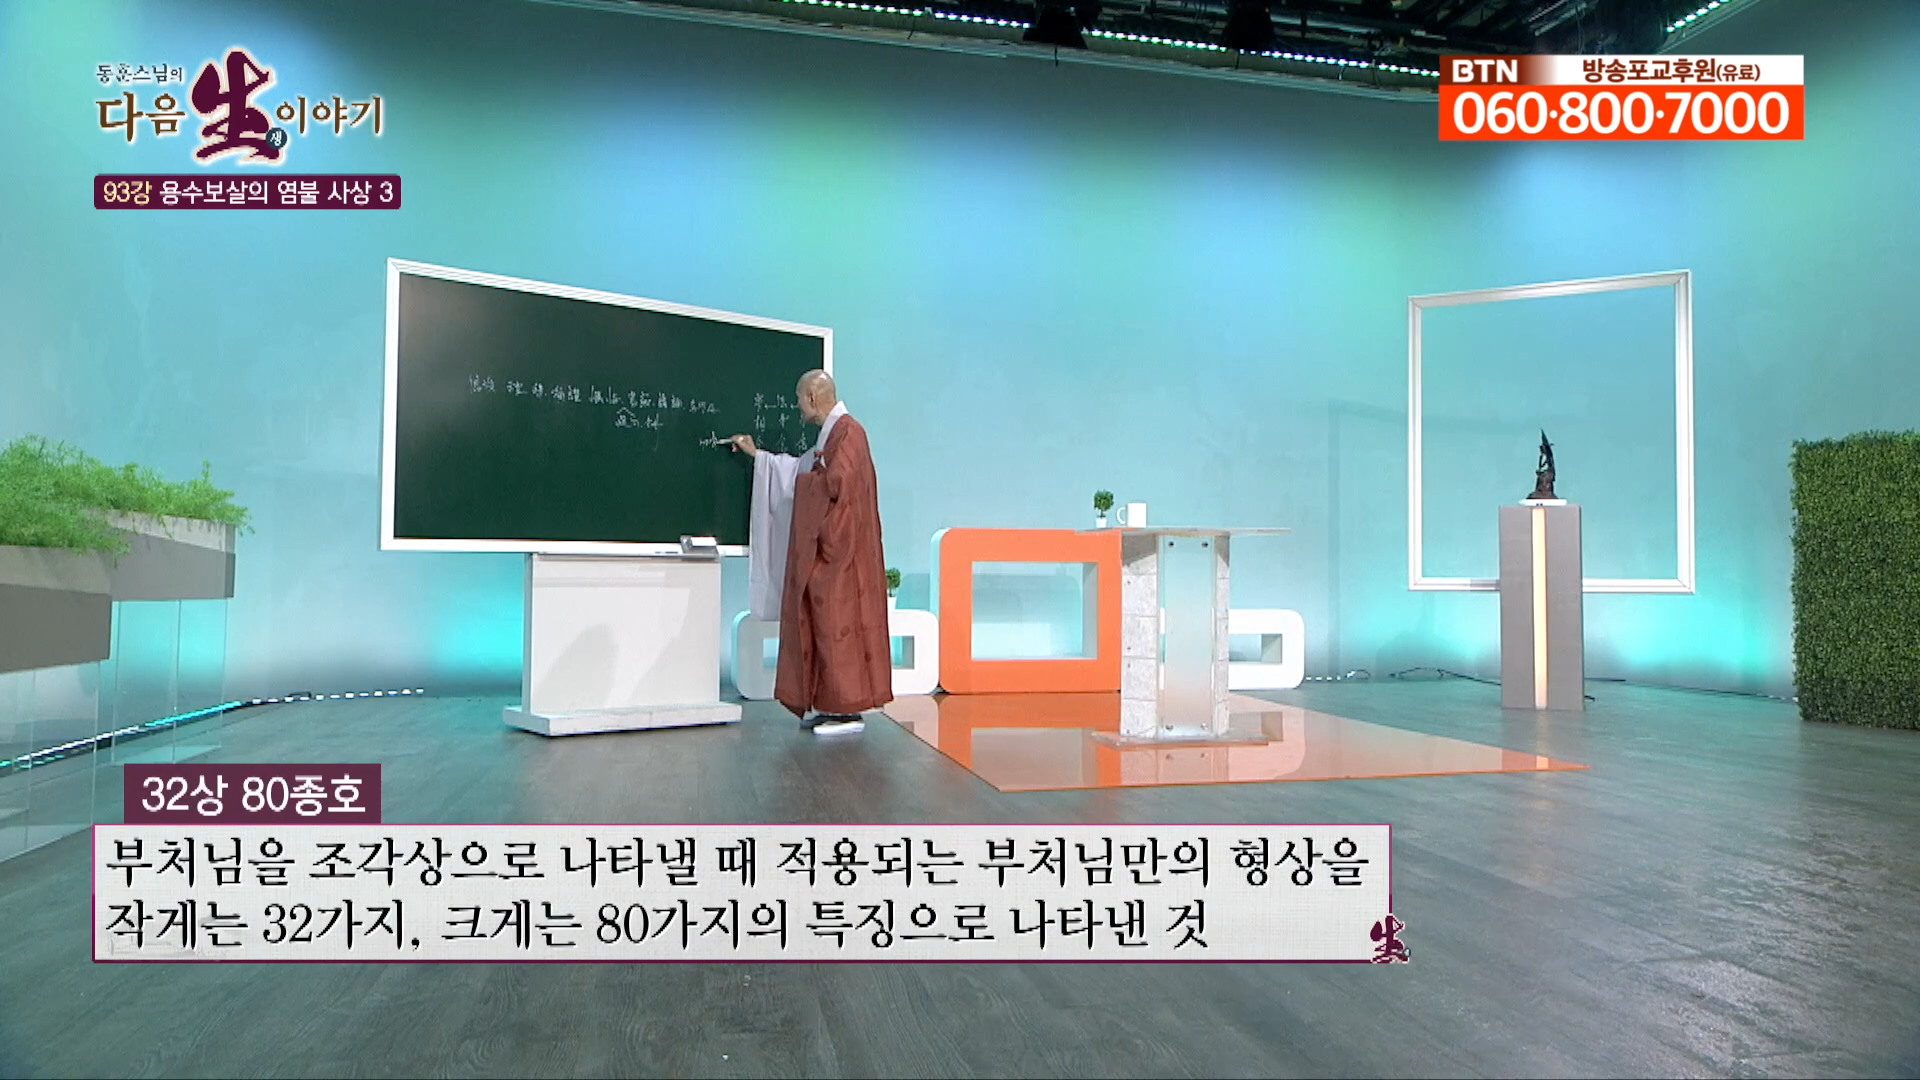 동훈스님의
다음 生 이야기
생
93강 용수보살의 염불 사상 3
BTN 방송포교후원(유료)
060·800·7000
32상 80종호
부처님을 조각상으로 나타낼 때 적용되는 부처님만의 형상을
작게는 32가지, 크게는 80가지의 특징으로 나타낸 것
生